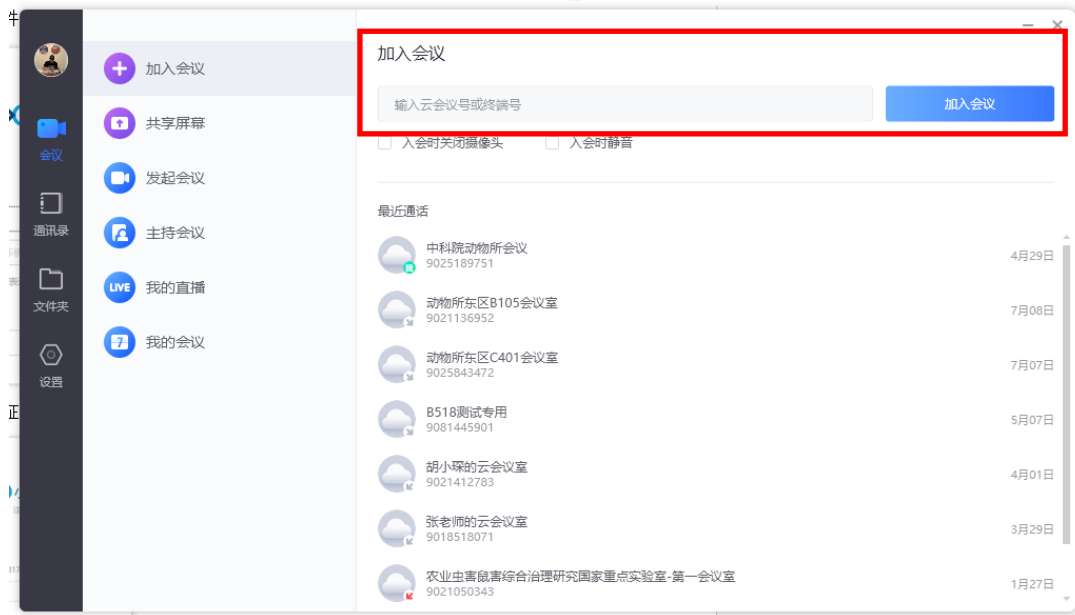 件
加入会议
输入云会议号或终端号
加入会议
入会时关闭摄像头
入会时静音
会议
通讯录
文件夹
设置
加入会议
共享屏幕
发起会议
主持会议
LIVE
我的直播
7
我的会议
最近通话
中科院动物所会议
9025189751
4月29日
动物所东区B105会议室
9021136952
7月08日
动物所东区C401会议室
9025843472
7月07日
B518测试专用
9081445901
5月07日
胡小琛的云会议室
9021412783
4月01日
张老师的云会议室
9018518071
3月29日
农业虫害鼠害综合治理研究国家重点实验室-第一会议室
9021050343
1月27日
正